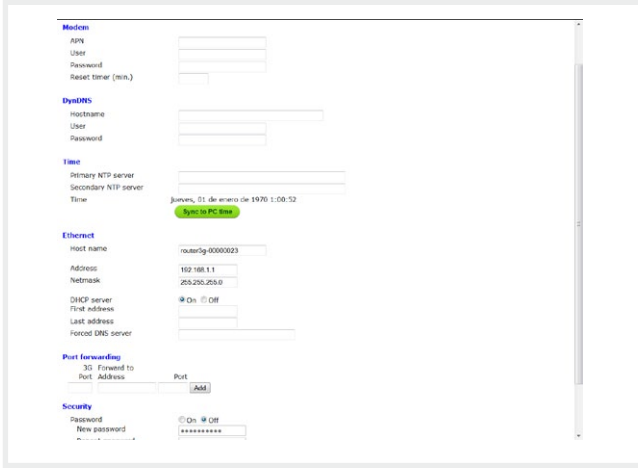 Modem
APN
User
Password
Reset timer (min.)
DynDNS
Hostname
User
Password
Time
Primary NTP server
Secondary NTP server
Time jueves, 01 de enero de 1970 1:00:52
Sync to PC time
Ethernet
Host name router3g-00000023
Address 192.168.1.1
Netmask 255.255.255.0
DHCP server On Off
First address
Last address
Forced DNS server
Port forwarding
3G Forward to
Port Address Port
Add
Security
Password On Off
New password **********